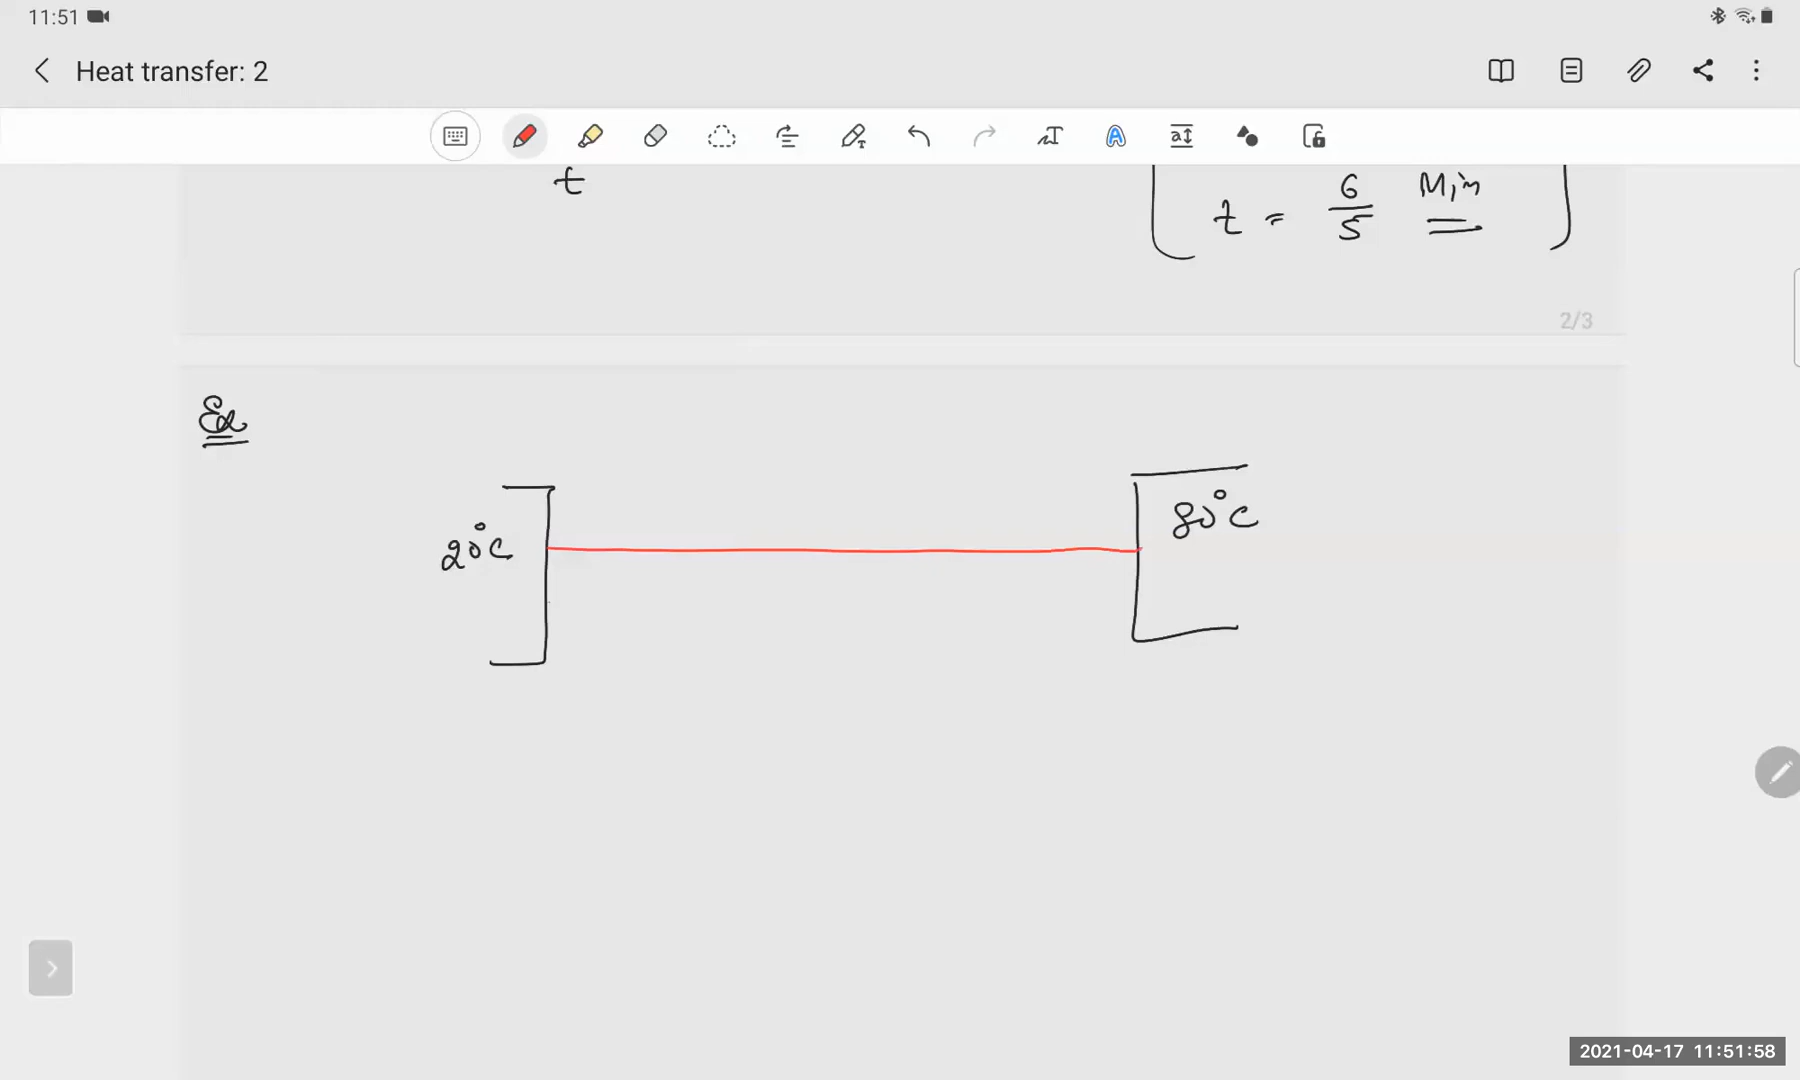 11:51
Heat transfer: 2
t
t = 6/5 Min
2/3
Ex
20°C
80°C
2021-04-17 11:51:58